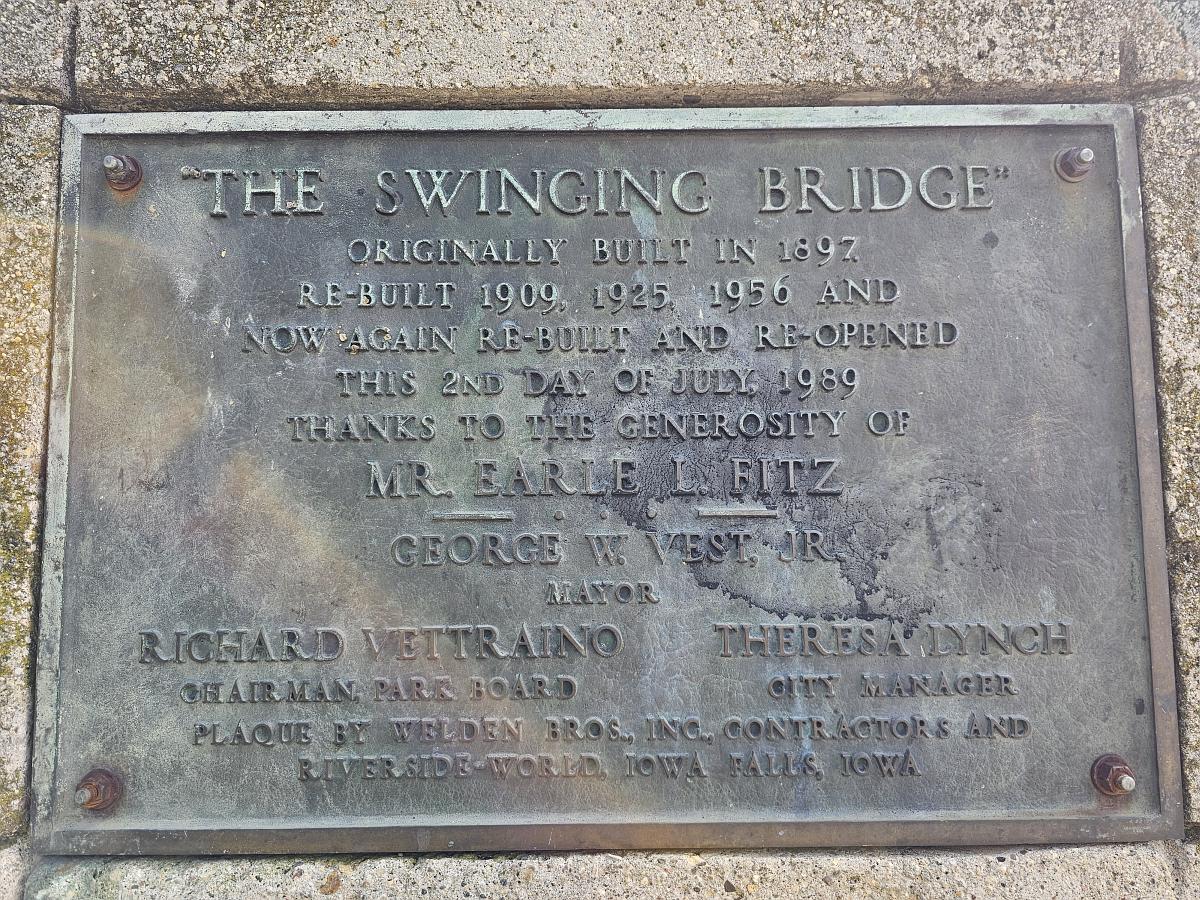 "THE SWINGING BRIDGE"
ORIGINALLY BUILT IN 1897,
RE-BUILT 1909, 1925, 1956 AND
NOW AGAIN RE-BUILT AND RE-OPENED
THIS 2ND DAY OF JULY, 1989
THANKS TO THE GENEROSITY OF
MR. EARLE L. FITZ
GEORGE W. VEST, JR.
MAYOR
RICHARD VETTRAINO THERESA LYNCH
CHAIRMAN, PARK BOARD CITY MANAGER
PLAQUE BY WELDEN BROS., INC., CONTRACTORS AND
RIVERSIDE-WORLD, IOWA FALLS, IOWA